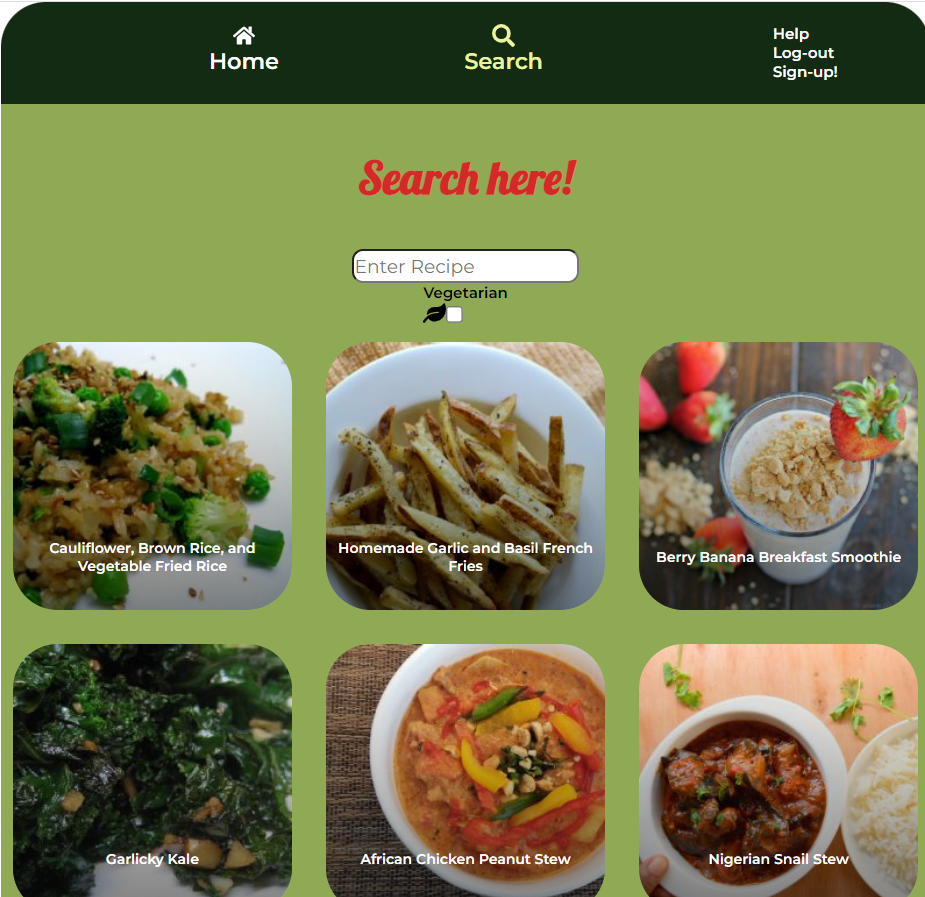 Home
Search
Help
Log-out
Sign-up!
Search here!
Enter Recipe
Vegetarian
Cauliflower, Brown Rice, and
Vegetable Fried Rice
Homemade Garlic and Basil French
Fries
Berry Banana Breakfast Smoothie
Garlicky Kale
African Chicken Peanut Stew
Nigerian Snail Stew